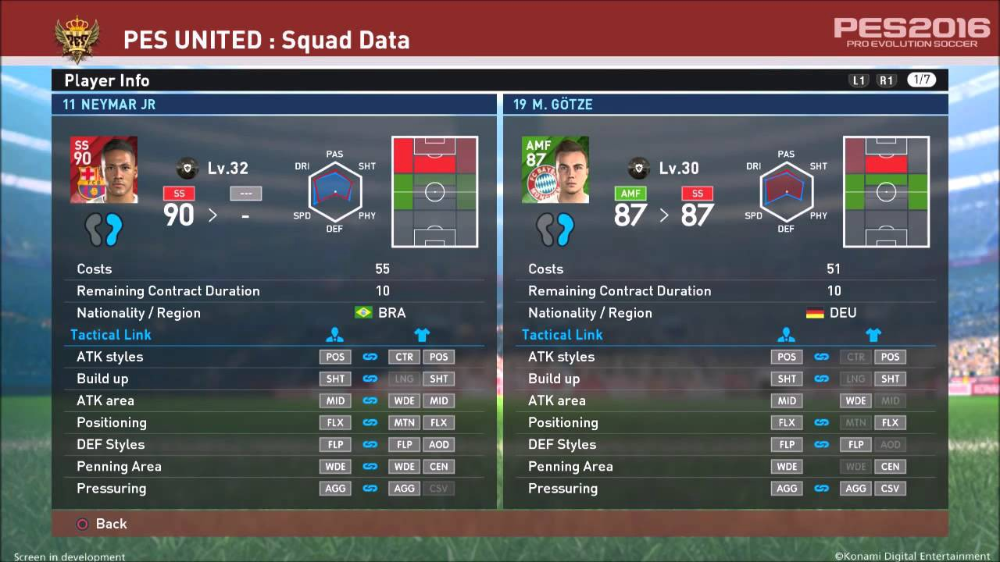 PES UNITED : Squad Data
PES2016
PRO EVOLUTION SOCCER
Player Info
L1 R1 1/7
11 NEYMAR JR
SS
90
Lv.32
SS ---
90 > -
PAS
DRI SHT
SPD PHY
DEF
Costs 55
Remaining Contract Duration 10
Nationality / Region BRA
Tactical Link
ATK styles POS CTR POS
Build up SHT LNG SHT
ATK area MID WDE MID
Positioning FLX MTN FLX
DEF Styles FLP FLP AOD
Penning Area WDE WDE CEN
Pressuring AGG AGG CSV
19 M. GÖTZE
AMF
87
Lv.30
AMF SS
87 > 87
PAS
DRI SHT
SPD PHY
DEF
Costs 51
Remaining Contract Duration 10
Nationality / Region DEU
Tactical Link
ATK styles POS CTR POS
Build up SHT LNG SHT
ATK area MID WDE MID
Positioning FLX MTN FLX
DEF Styles FLP FLP AOD
Penning Area WDE WDE CEN
Pressuring AGG AGG CSV
Back
Screen in development
©Konami Digital Entertainment